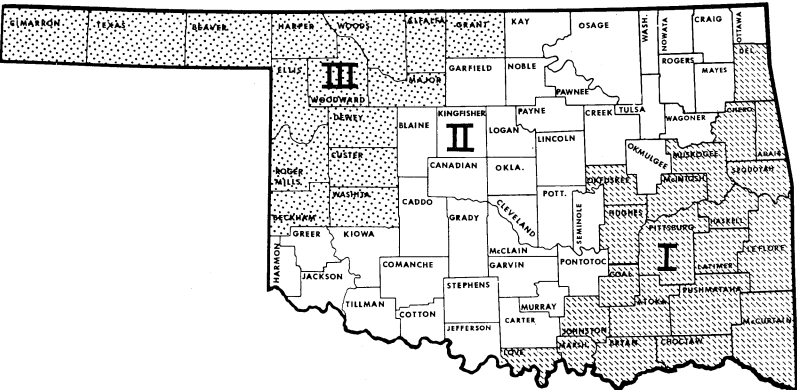 CIMARRON TEXAS BEAVER HARPER WOODS ALFALFA GRANT KAY OSAGE WASH. NOWATA CRAIG OTTAWA
DEL.
ELLIS III WOODWARD MAJOR GARFIELD NOBLE PAWNEE ROGERS MAYES
DEWEY BLAINE KINGFISHER II LOGAN PAYNE CREEK TULSA WAGONER CHERO.
LINCOLN
CUSTER CANADIAN OKLA. OKMULGEE MUSKOGEE ADAIR
ROGER
MILLS
WASHITA CADDO POTT. SEMINOLE OKFUSKEE McINTOSH SEQUOYAH
BECKHAM GREER KIOWA GRADY CLEVELAND HUGHES PITTSBURG HASKELL
McCLAIN
HARMON JACKSON COMANCHE GARVIN PONTOTOC COAL I LATIMER LEFLORE
TILLMAN COTTON STEPHENS MURRAY ATOKA PUSHMATAHA
JEFFERSON CARTER JOHNSTON McCURTAIN
LOVE MARSH. BRYAN CHOCTAW